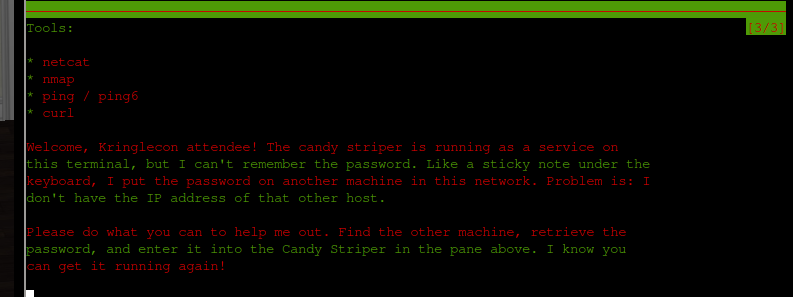 Tools:
[3/3]
* netcat
* nmap
* ping / ping6
* curl
Welcome, Kringlecon attendee! The candy striper is running as a service on
this terminal, but I can't remember the password. Like a sticky note under the
keyboard, I put the password on another machine in this network. Problem is: I
don't have the IP address of that other host.
Please do what you can to help me out. Find the other machine, retrieve the
password, and enter it into the Candy Striper in the pane above. I know you
can get it running again!